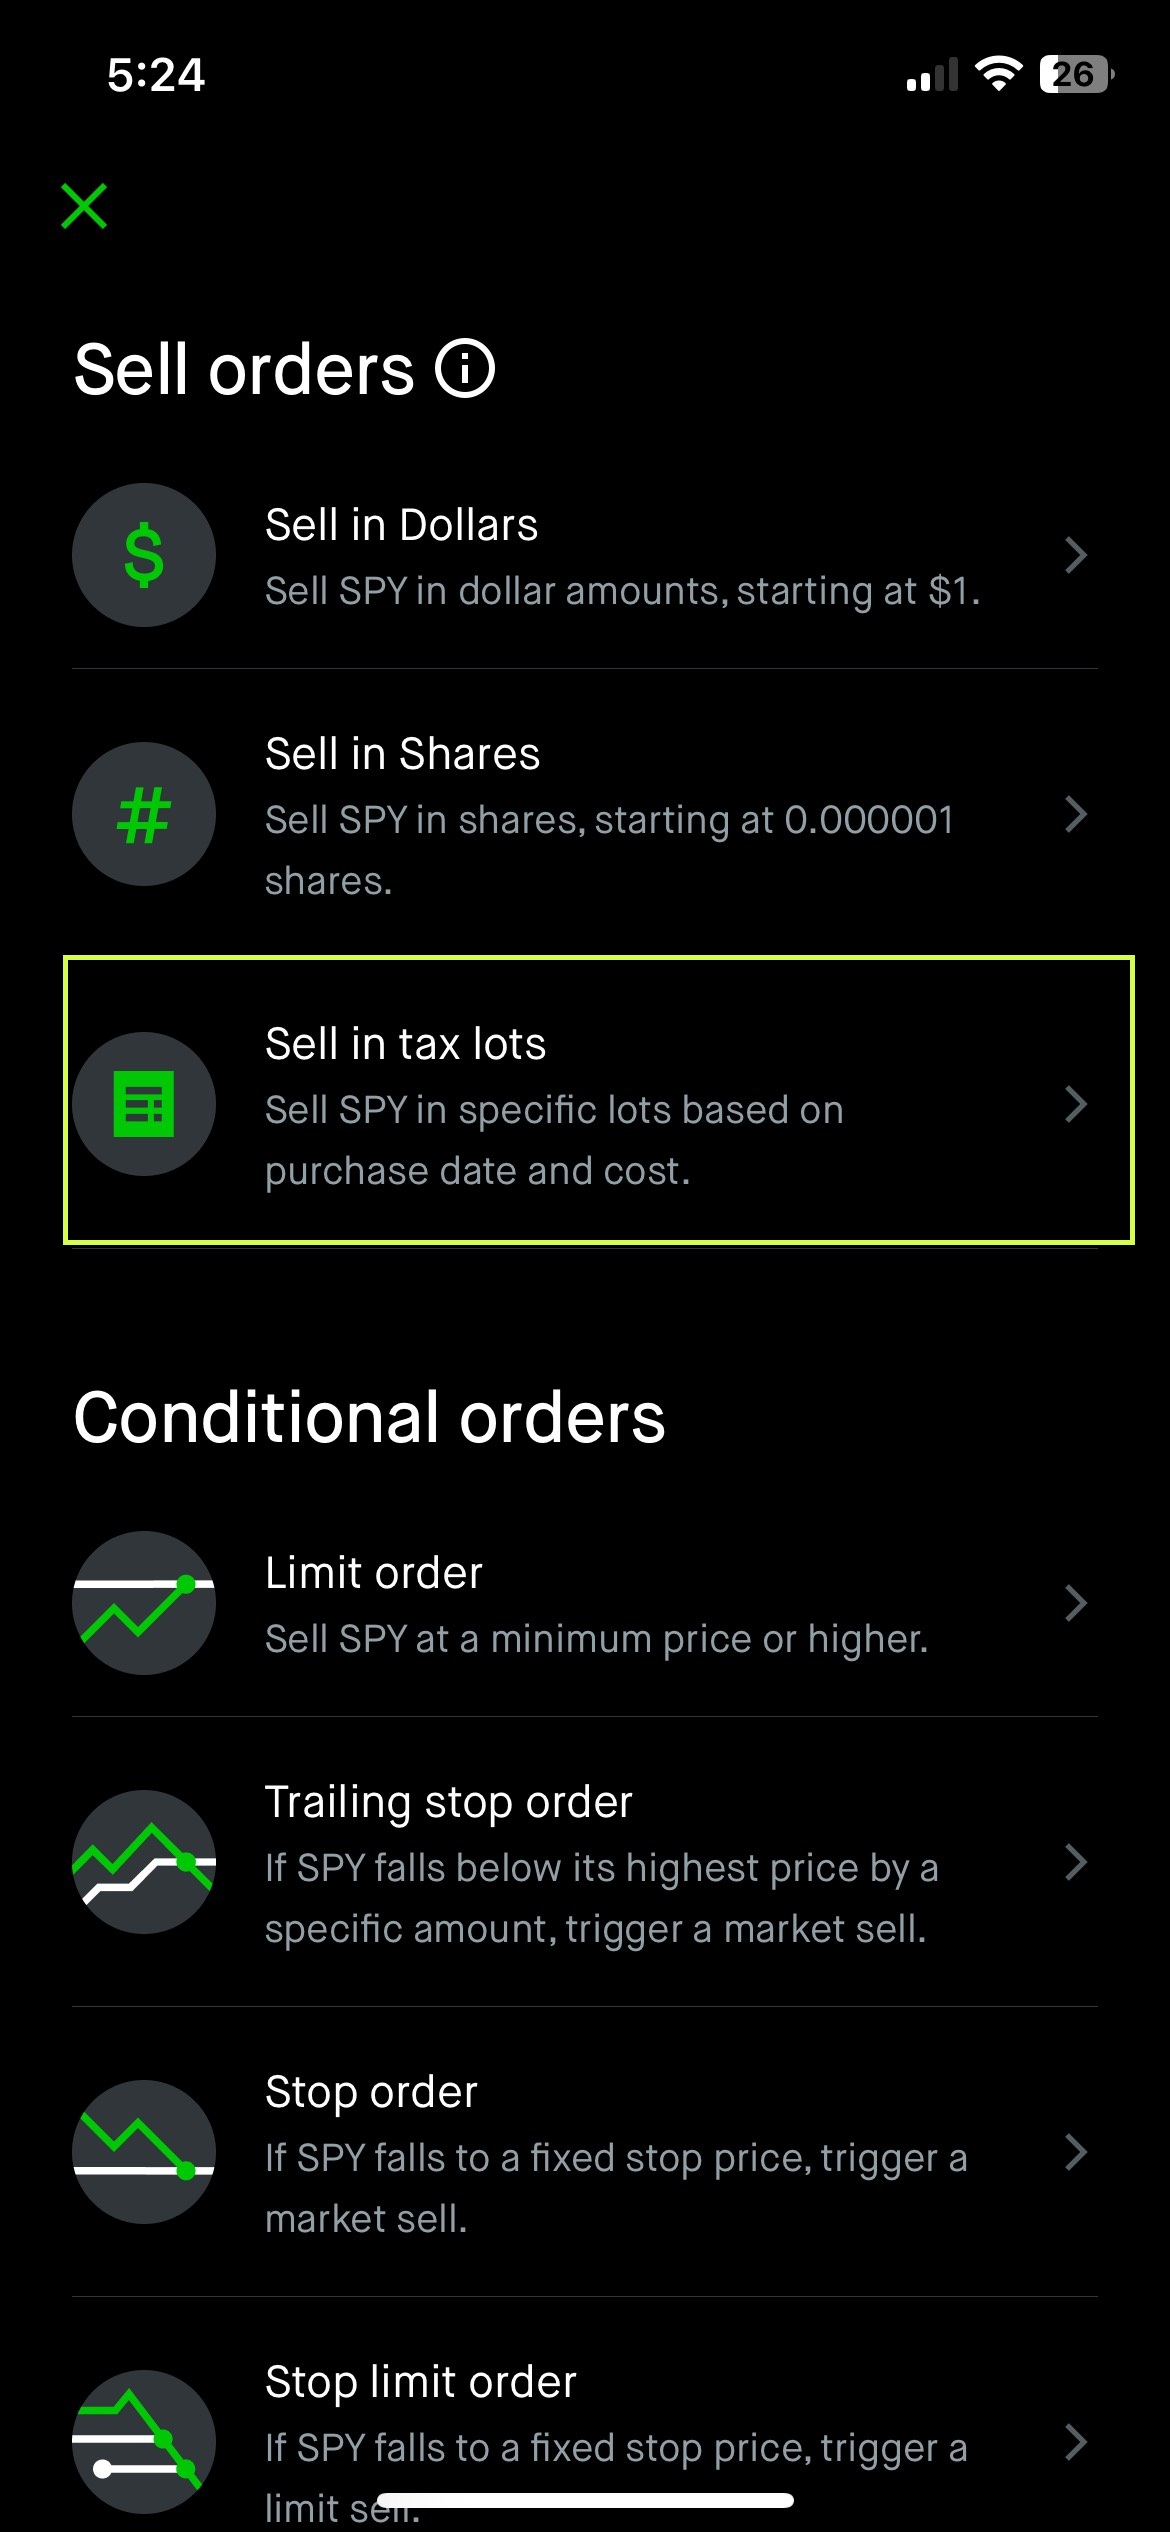 5:24
26
Sell orders
$
Sell in Dollars
Sell SPY in dollar amounts, starting at $1.
#
Sell in Shares
Sell SPY in shares, starting at 0.000001
shares.
Sell in tax lots
Sell SPY in specific lots based on
purchase date and cost.
Conditional orders
Limit order
Sell SPY at a minimum price or higher.
Trailing stop order
If SPY falls below its highest price by a
specific amount, trigger a market sell.
Stop order
If SPY falls to a fixed stop price, trigger a
market sell.
Stop limit order
If SPY falls to a fixed stop price, trigger a
limit sell.